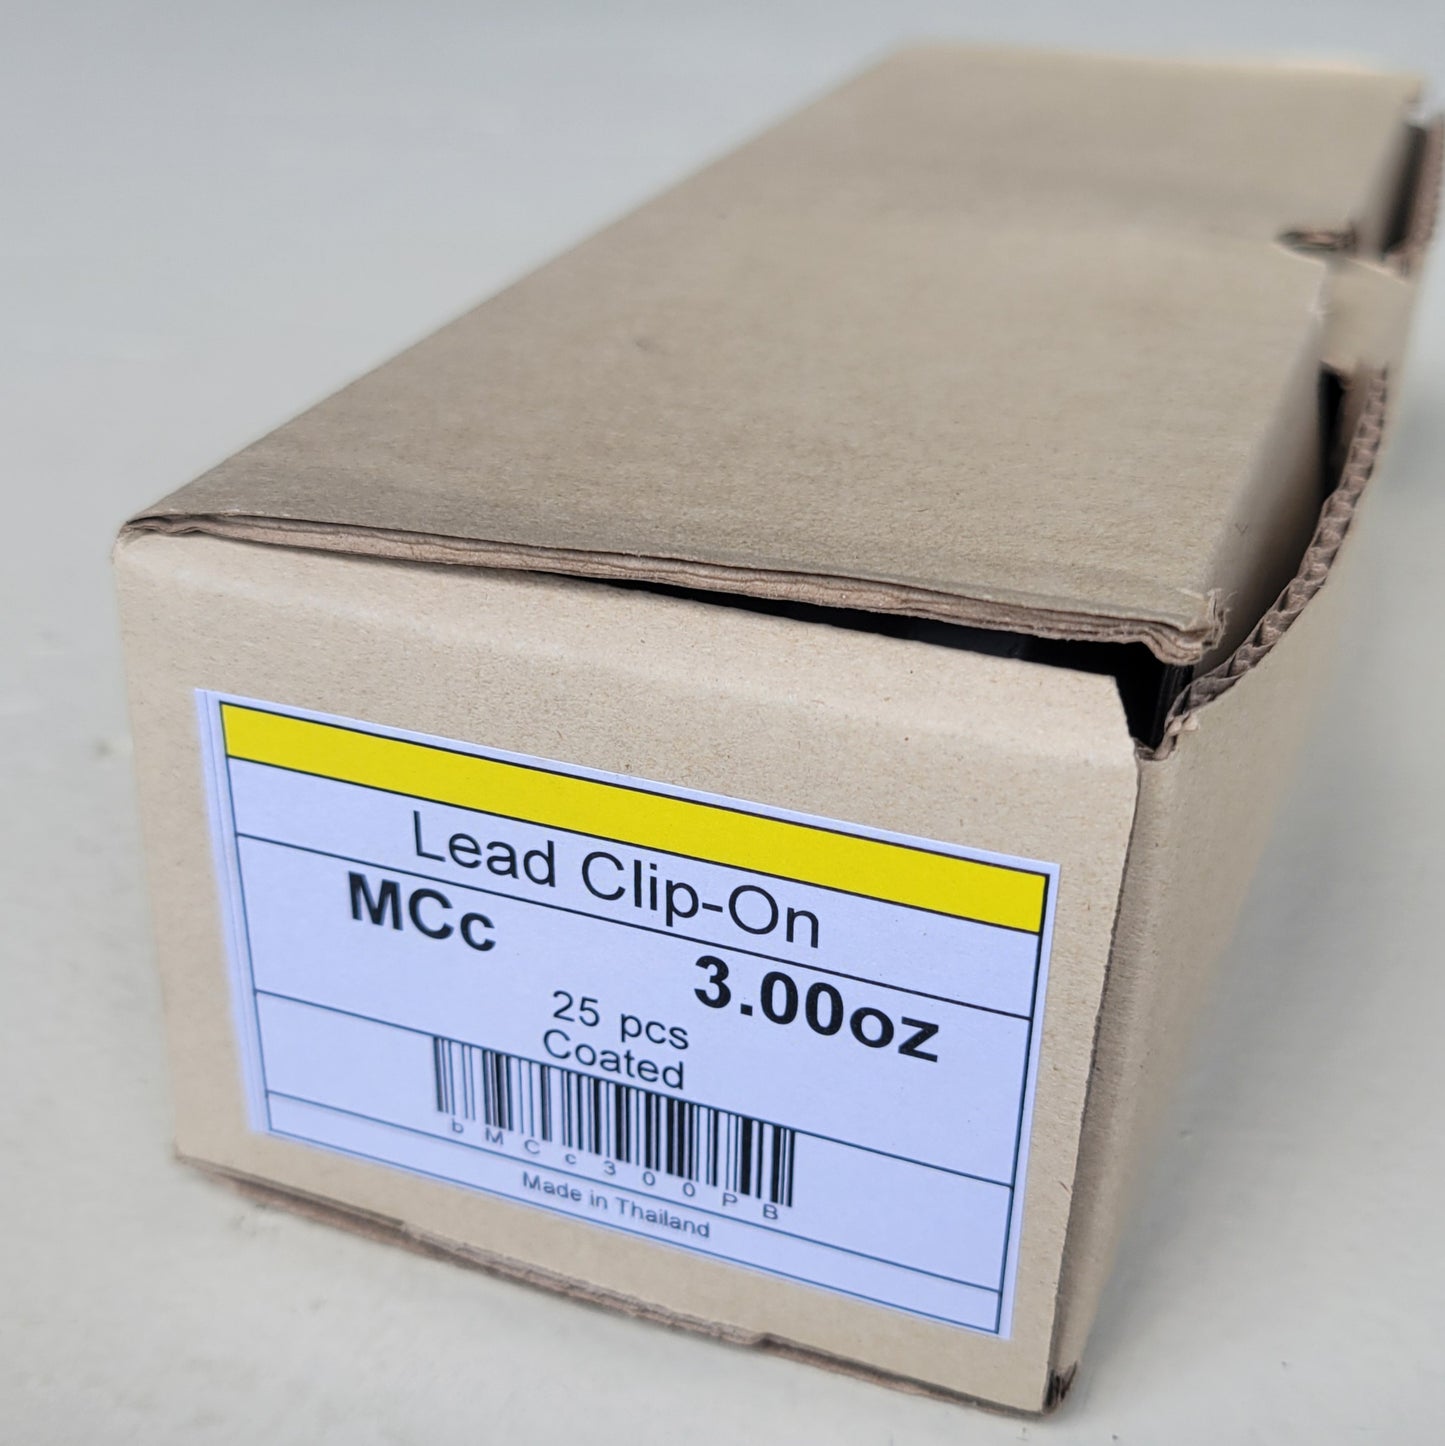 Lead Clip-On
MCc
3.00oz
25 pcs
Coated
bMCc300PB
Made in Thailand